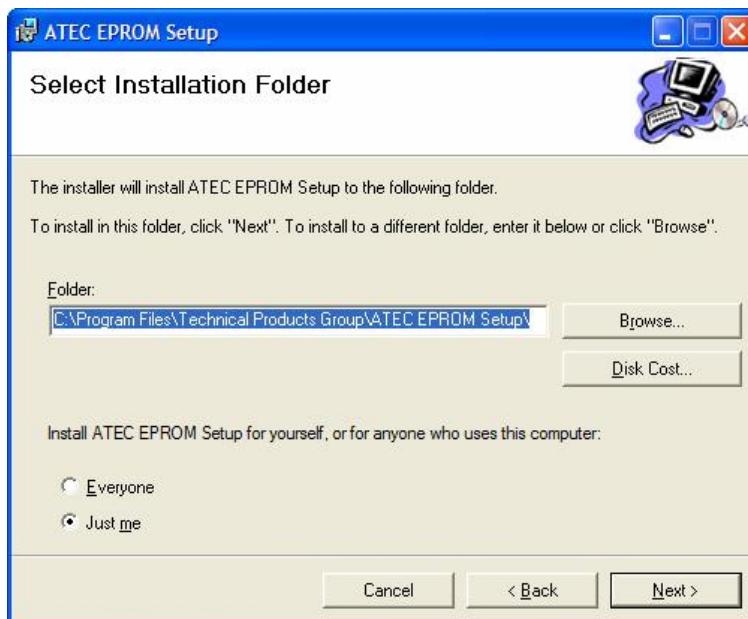 ATEC EPROM Setup
Select Installation Folder
The installer will install ATEC EPROM Setup to the following folder.
To install in this folder, click "Next". To install to a different folder, enter it below or click "Browse".
Folder:
C:\Program Files\Technical Products Group\ATEC EPROM Setup\
Browse...
Disk Cost...
Install ATEC EPROM Setup for yourself, or for anyone who uses this computer:
Everyone
Just me
Cancel
< Back
Next >